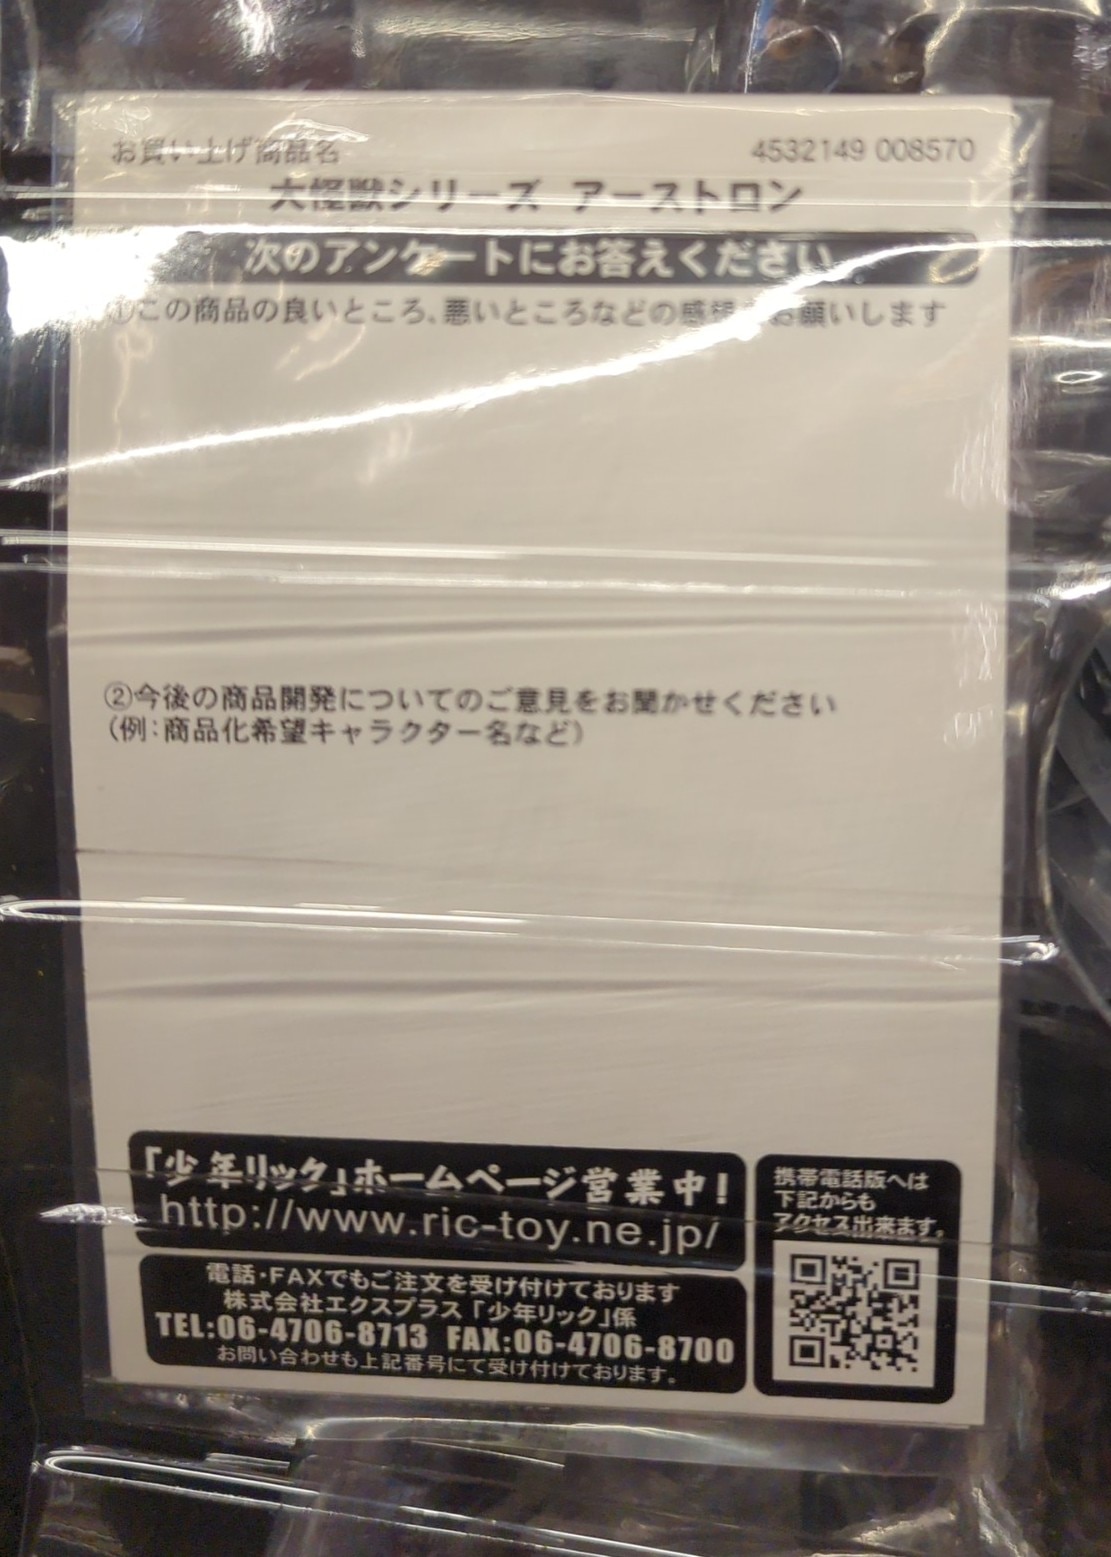 お買い上げ商品名
4532149 008570
大怪獣シリーズ アーストロン
次のアンケートにお答えください
①この商品の良いところ、悪いところなどの感想をお願いします
②今後の商品開発についてのご意見をお聞かせください
(例:商品化希望キャラクター名など)
「少年リック」ホームページ営業中!
http://www.ric-toy.ne.jp/
電話・FAXでもご注文を受け付けております
株式会社エクスプラス「少年リック」係
TEL:06-4706-8713 FAX:06-4706-8700
お問い合わせも上記番号にて受け付けております。
携帯電話版へは
下記からも
アクセス出来ます。